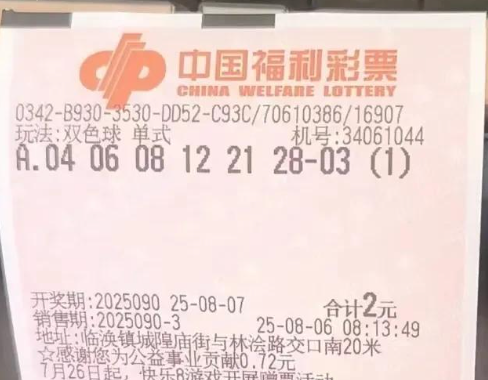 中国福利彩票
CHINA WELFARE LOTTERY
0342-B930-3530-DD52-C93C/70610386/16907
玩法:双色球 单式 机号:34061044
A.04 06 08 12 21 28-03 (1)
开奖期:2025090 25-08-07 合计2元
销售期:2025090-3 25-08-06 08:13:49
地址:临涣镇城隍庙街与林浍路交口南20米
☆感谢您为公益事业贡献0.72元
7月26日起，快乐8游戏开展赠票活动